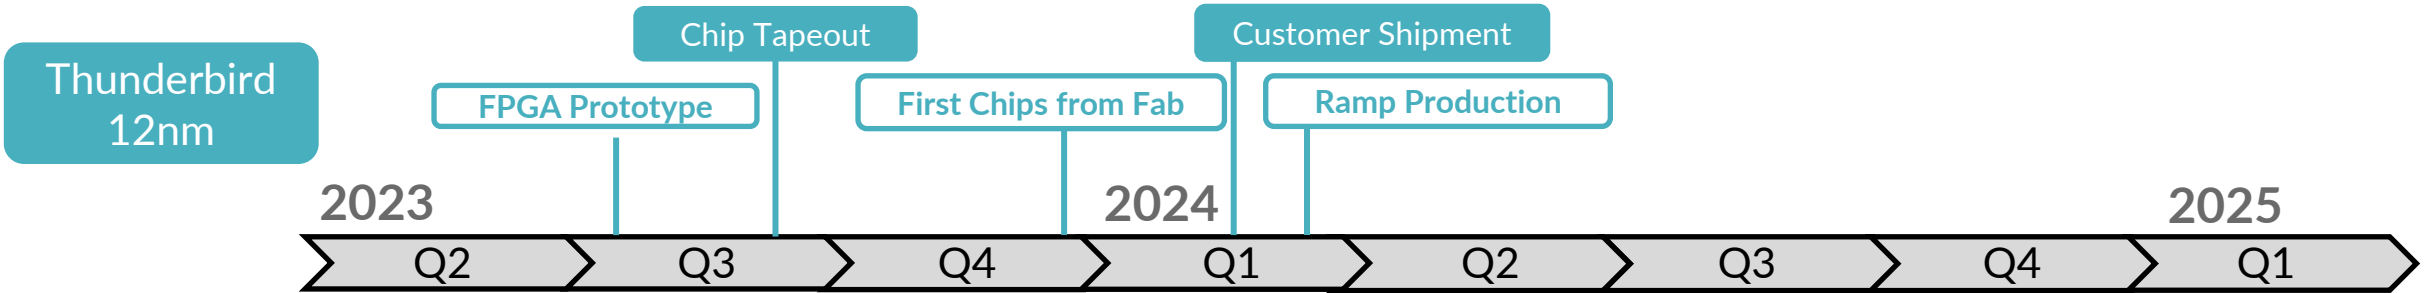 Thunderbird
12nm
Chip Tapeout
Customer Shipment
FPGA Prototype
First Chips from Fab
Ramp Production
2023
2024
2025
Q2
Q3
Q4
Q1
Q2
Q3
Q4
Q1